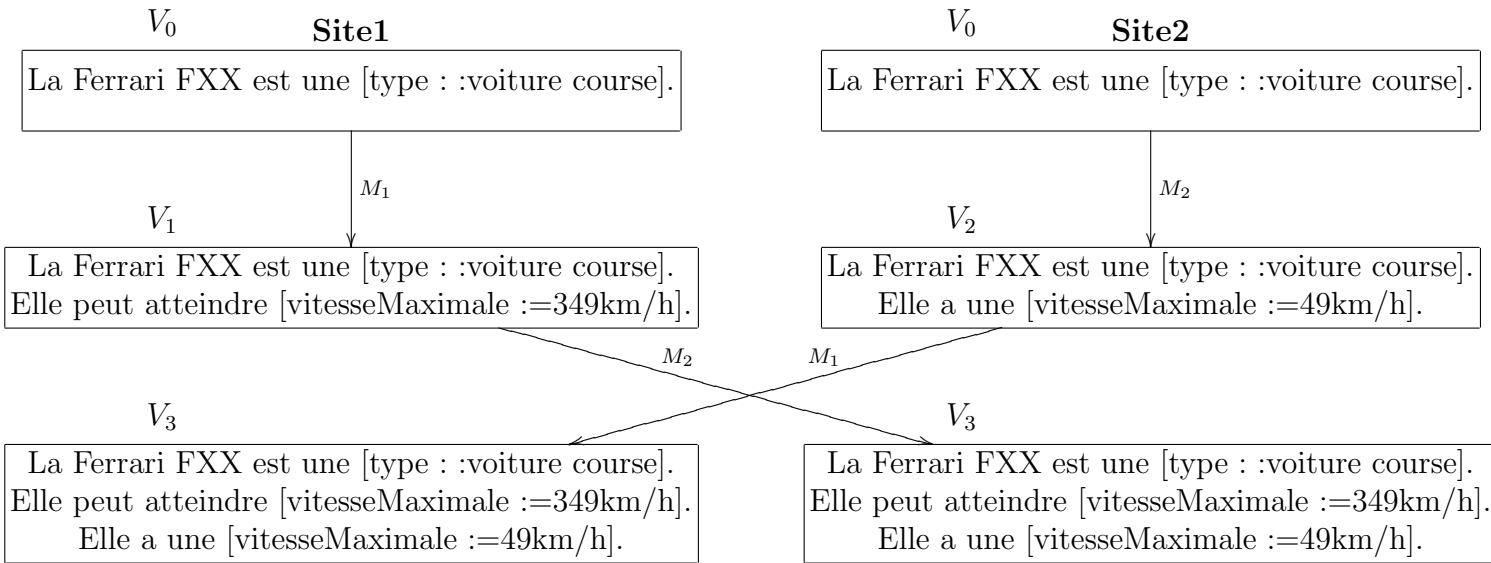 V0 Site1
V0 Site2
La Ferrari FXX est une [type : :voiture course].
La Ferrari FXX est une [type : :voiture course].
M1
M2
V1
V2
La Ferrari FXX est une [type : :voiture course].
Elle peut atteindre [vitesseMaximale :=349km/h].
La Ferrari FXX est une [type : :voiture course].
Elle a une [vitesseMaximale :=49km/h].
M2
M1
V3
V3
La Ferrari FXX est une [type : :voiture course].
Elle peut atteindre [vitesseMaximale :=349km/h].
Elle a une [vitesseMaximale :=49km/h].
La Ferrari FXX est une [type : :voiture course].
Elle peut atteindre [vitesseMaximale :=349km/h].
Elle a une [vitesseMaximale :=49km/h].